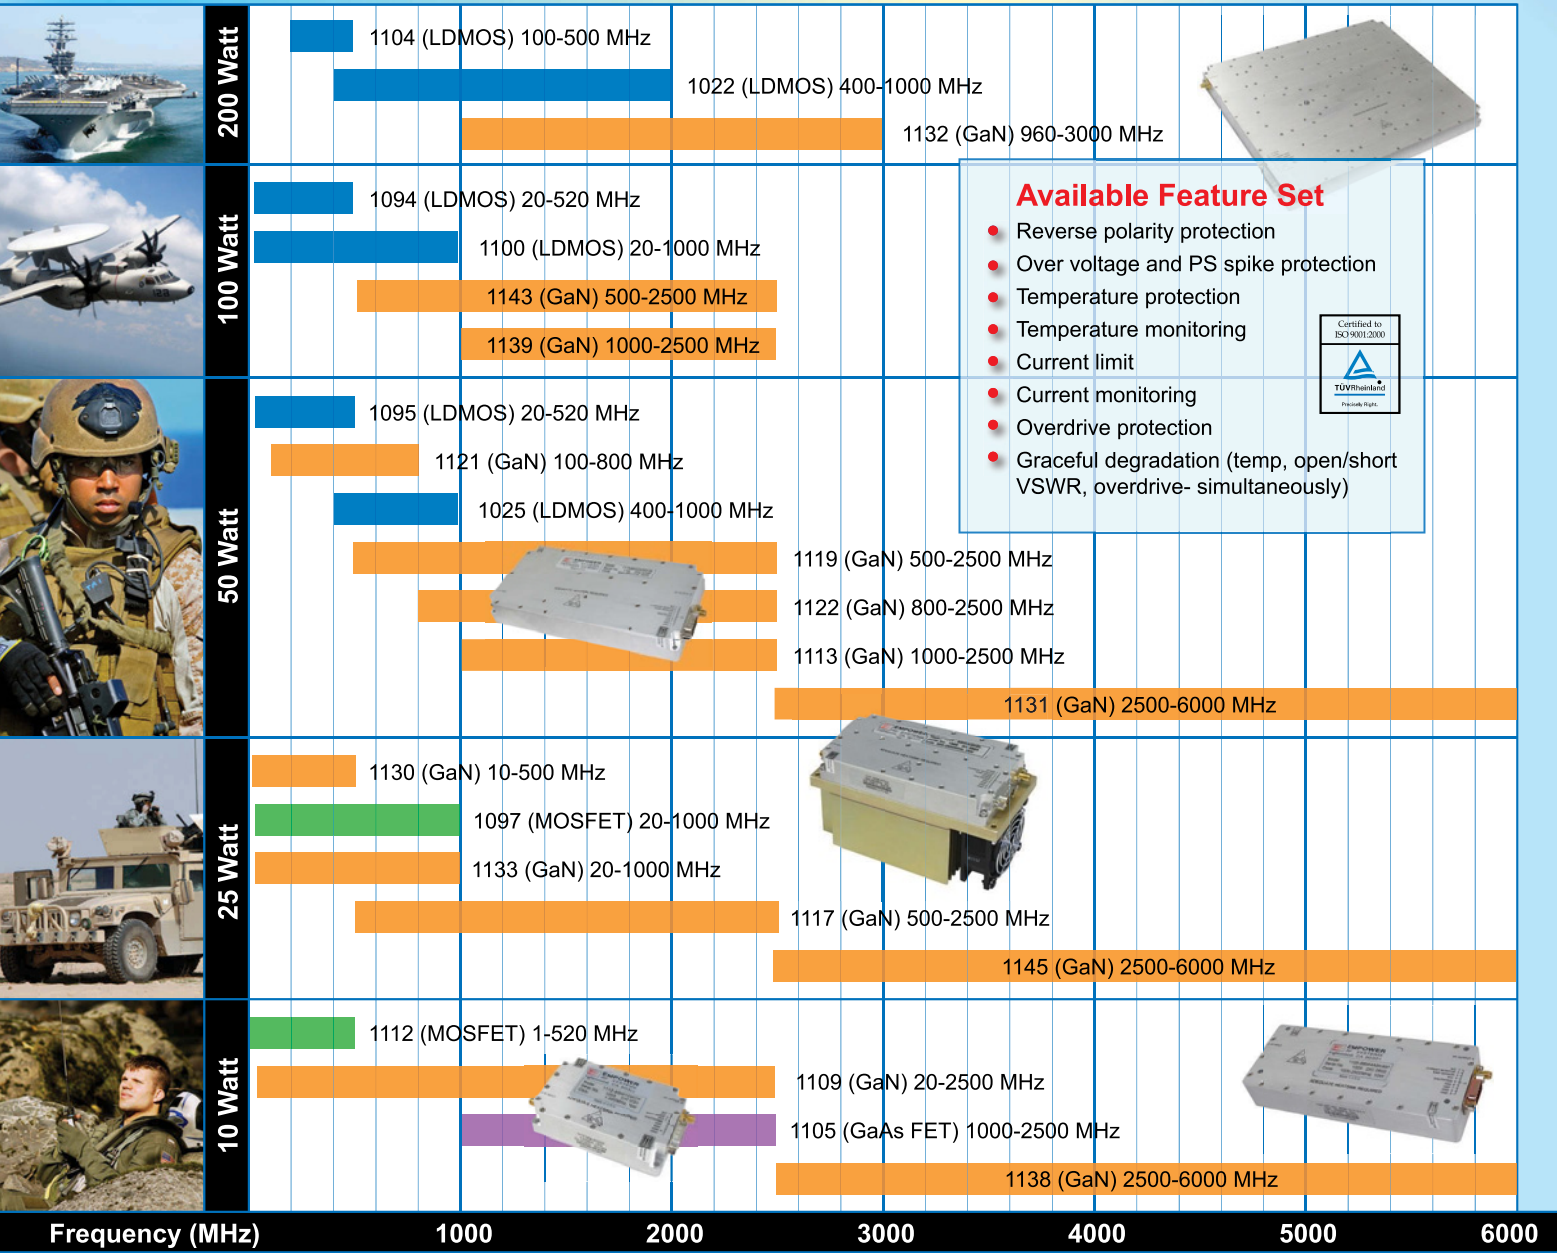 200 Watt
1104 (LDMOS) 100-500 MHz
1022 (LDMOS) 400-1000 MHz
1132 (GaN) 960-3000 MHz
100 Watt
1094 (LDMOS) 20-520 MHz
1100 (LDMOS) 20-1000 MHz
1143 (GaN) 500-2500 MHz
1139 (GaN) 1000-2500 MHz
Available Feature Set
Reverse polarity protection
Over voltage and PS spike protection
Temperature protection
Temperature monitoring
Current limit
Current monitoring
Overdrive protection
Graceful degradation (temp, open/short
VSWR, overdrive- simultaneously)
Certified to
ISO 9001:2000
TÜVRheinland
Precisely Right.
50 Watt
1095 (LDMOS) 20-520 MHz
1121 (GaN) 100-800 MHz
1025 (LDMOS) 400-1000 MHz
1119 (GaN) 500-2500 MHz
1122 (GaN) 800-2500 MHz
1113 (GaN) 1000-2500 MHz
1131 (GaN) 2500-6000 MHz
25 Watt
1130 (GaN) 10-500 MHz
1097 (MOSFET) 20-1000 MHz
1133 (GaN) 20-1000 MHz
1117 (GaN) 500-2500 MHz
1145 (GaN) 2500-6000 MHz
10 Watt
1112 (MOSFET) 1-520 MHz
1109 (GaN) 20-2500 MHz
1105 (GaAs FET) 1000-2500 MHz
1138 (GaN) 2500-6000 MHz
EMPOWER
EMPOWER
Frequency (MHz) 1000 2000 3000 4000 5000 6000